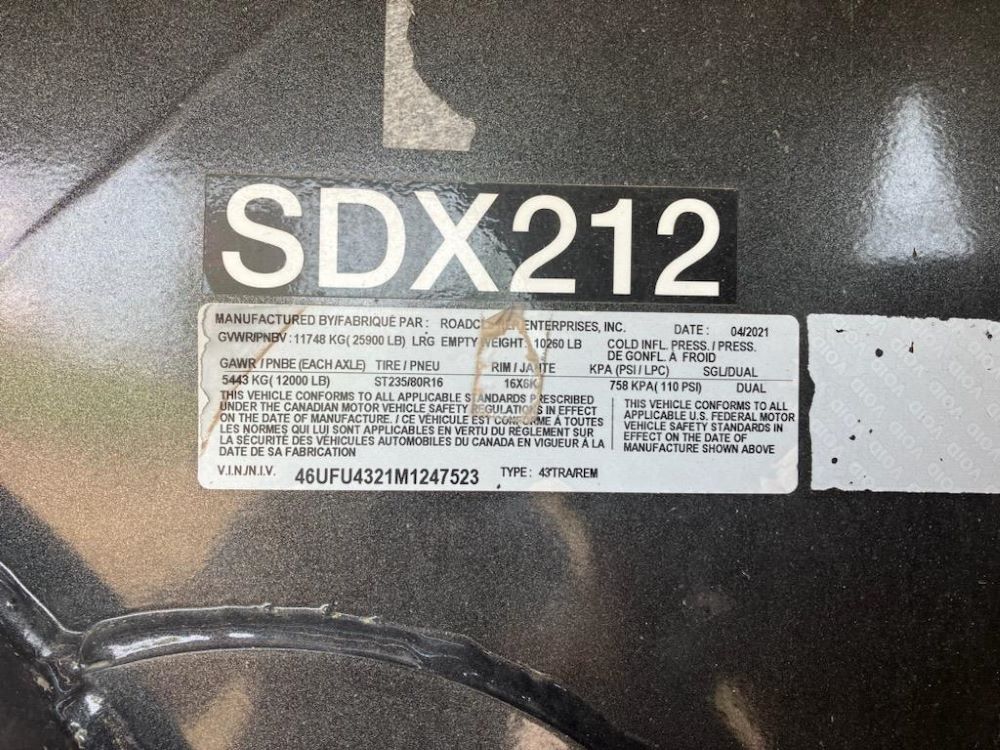 SDX212
MANUFACTURED BY/FABRIQUÉ PAR : ENTERPRISES, INC. DATE : 04/2021
GVWR/PNBV : 11748 KG( 25900 LB) LRG EMPTY WEIGHT: 10260 LB COLD INFL. PRESS./ PRESS.
DE GONFL. À FROID
GAWR / PNBE (EACH AXLE) TIRE / PNEU RIM / JANTE KPA (PSI / LPC) SGL/DUAL
5443 KG( 12000 LB) ST235/80R16 16X6K 758 KPA( 110 PSI) DUAL
THIS VEHICLE CONFORMS TO ALL APPLICABLE STANDARDS PRESCRIBED
UNDER THE CANADIAN MOTOR VEHICLE SAFETY REGULATIONS IN EFFECT
ON THE DATE OF MANUFACTURE. / CE VÉHICULE EST CONFORME À TOUTES
LES NORMES QUI LUI SONT APPLICABLES EN VERTU DU RÈGLEMENT SUR
LA SÉCURITÉ DES VÉHICULES AUTOMOBILES DU CANADA EN VIGUEUR À LA
DATE DE SA FABRICATION
THIS VEHICLE CONFORMS TO ALL
APPLICABLE U.S. FEDERAL MOTOR
VEHICLE SAFETY STANDARDS IN
EFFECT ON THE DATE OF
MANUFACTURE SHOWN ABOVE
V.I.N./N.I.V. 46UFU4321M1247523 TYPE : 43'TRA/REM